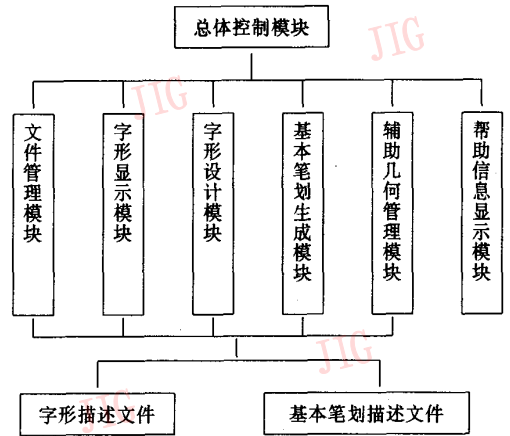 总体控制模块
JIG
JIG
文件管理模块
字形显示模块
字形设计模块
基本笔划生成模块
辅助几何管理模块
帮助信息显示模块
JIG
JIG
字形描述文件
基本笔划描述文件